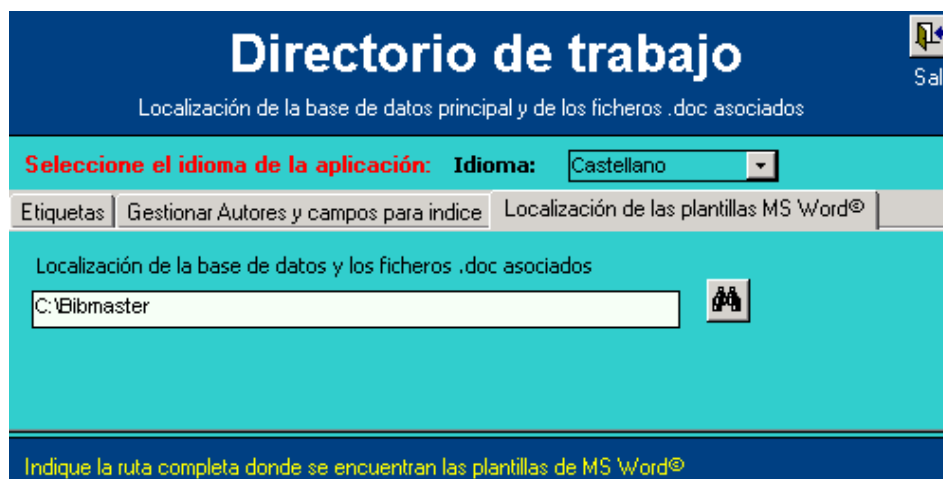 Directorio de trabajo
Sal
Localización de la base de datos principal y de los ficheros .doc asociados
Seleccione el idioma de la aplicación: Idioma: Castellano
Etiquetas Gestionar Autores y campos para indice Localización de las plantillas MS Word®
Localización de la base de datos y los ficheros .doc asociados
C:\Bibmaster
Indique la ruta completa donde se encuentran las plantillas de MS Word®